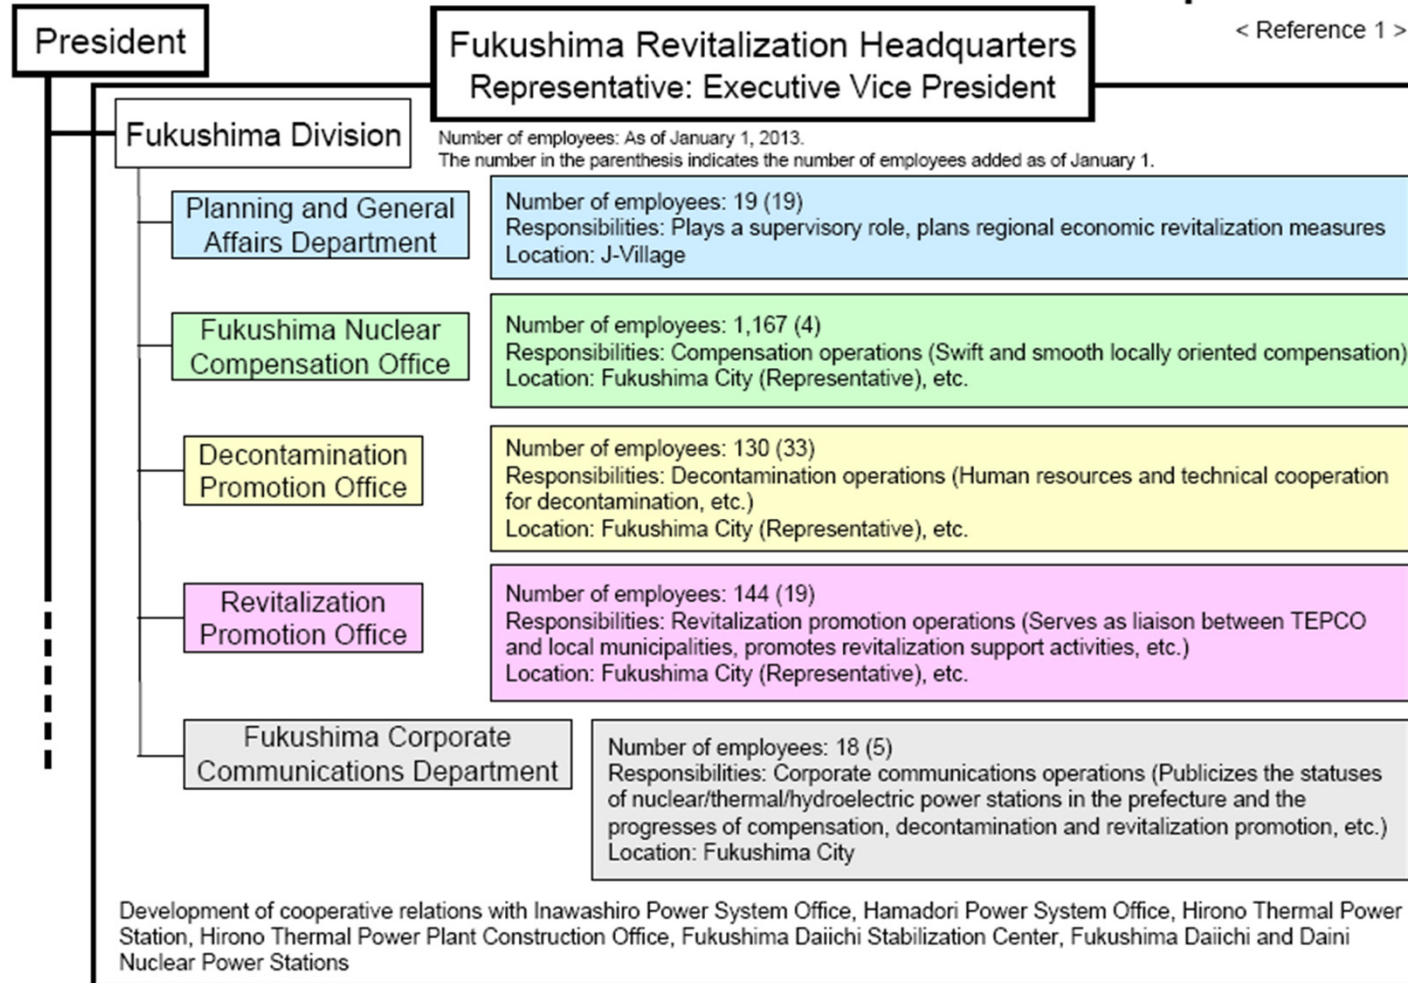 President
Fukushima Revitalization Headquarters
Representative: Executive Vice President
< Reference 1 >
Fukushima Division
Number of employees: As of January 1, 2013.
The number in the parenthesis indicates the number of employees added as of January 1.
Planning and General
Affairs Department
Number of employees: 19 (19)
Responsibilities: Plays a supervisory role, plans regional economic revitalization measures
Location: J-Village
Fukushima Nuclear
Compensation Office
Number of employees: 1,167 (4)
Responsibilities: Compensation operations (Swift and smooth locally oriented compensation)
Location: Fukushima City (Representative), etc.
Decontamination
Promotion Office
Number of employees: 130 (33)
Responsibilities: Decontamination operations (Human resources and technical cooperation
for decontamination, etc.)
Location: Fukushima City (Representative), etc.
Revitalization
Promotion Office
Number of employees: 144 (19)
Responsibilities: Revitalization promotion operations (Serves as liaison between TEPCO
and local municipalities, promotes revitalization support activities, etc.)
Location: Fukushima City (Representative), etc.
Fukushima Corporate
Communications Department
Number of employees: 18 (5)
Responsibilities: Corporate communications operations (Publicizes the statuses
of nuclear/thermal/hydroelectric power stations in the prefecture and the
progresses of compensation, decontamination and revitalization promotion, etc.)
Location: Fukushima City
Development of cooperative relations with Inawashiro Power System Office, Hamadori Power System Office, Hirono Thermal Power
Station, Hirono Thermal Power Plant Construction Office, Fukushima Daiichi Stabilization Center, Fukushima Daiichi and Daini
Nuclear Power Stations